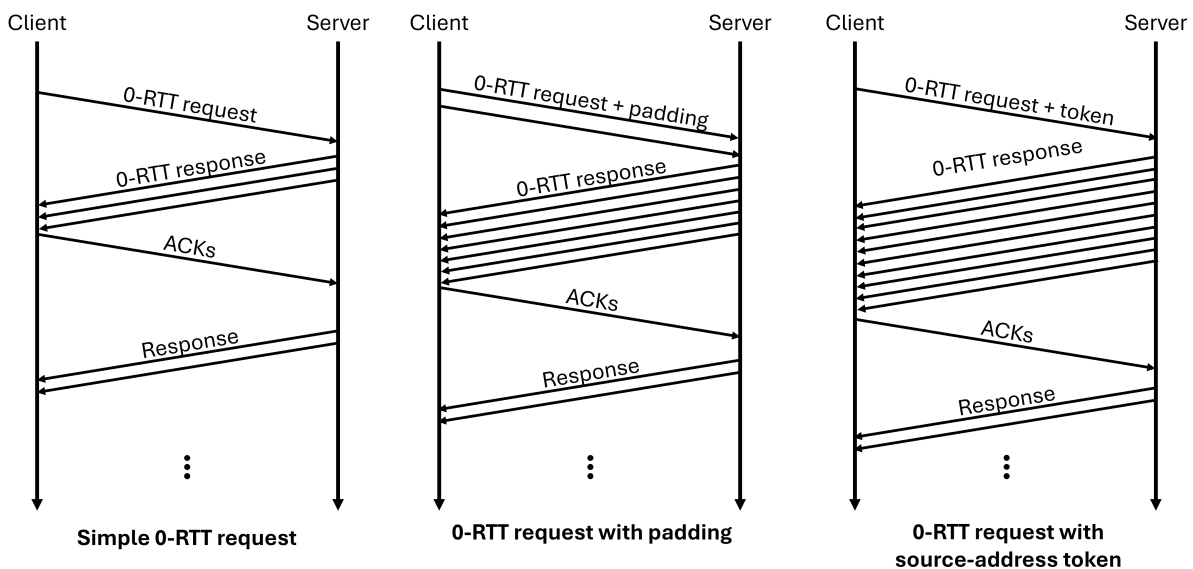 Client
Server
0-RTT request
0-RTT response
ACKs
Response
Simple 0-RTT request
Client
Server
0-RTT request + padding
0-RTT response
ACKs
Response
0-RTT request with padding
Client
Server
0-RTT request + token
0-RTT response
ACKs
Response
0-RTT request with
source-address token